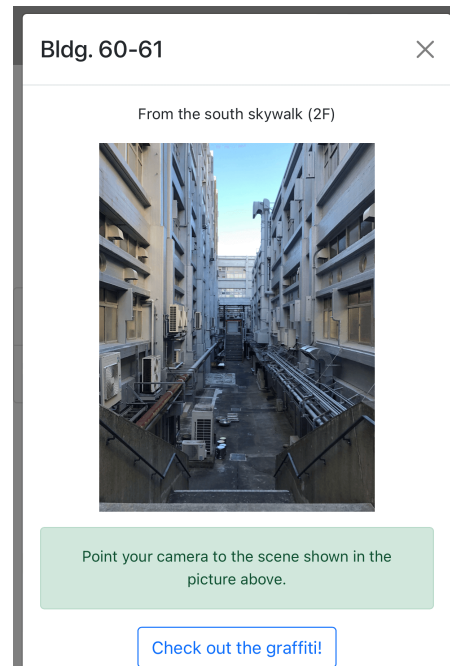 Bldg. 60-61
From the south skywalk (2F)
Point your camera to the scene shown in the
picture above.
Check out the graffiti!